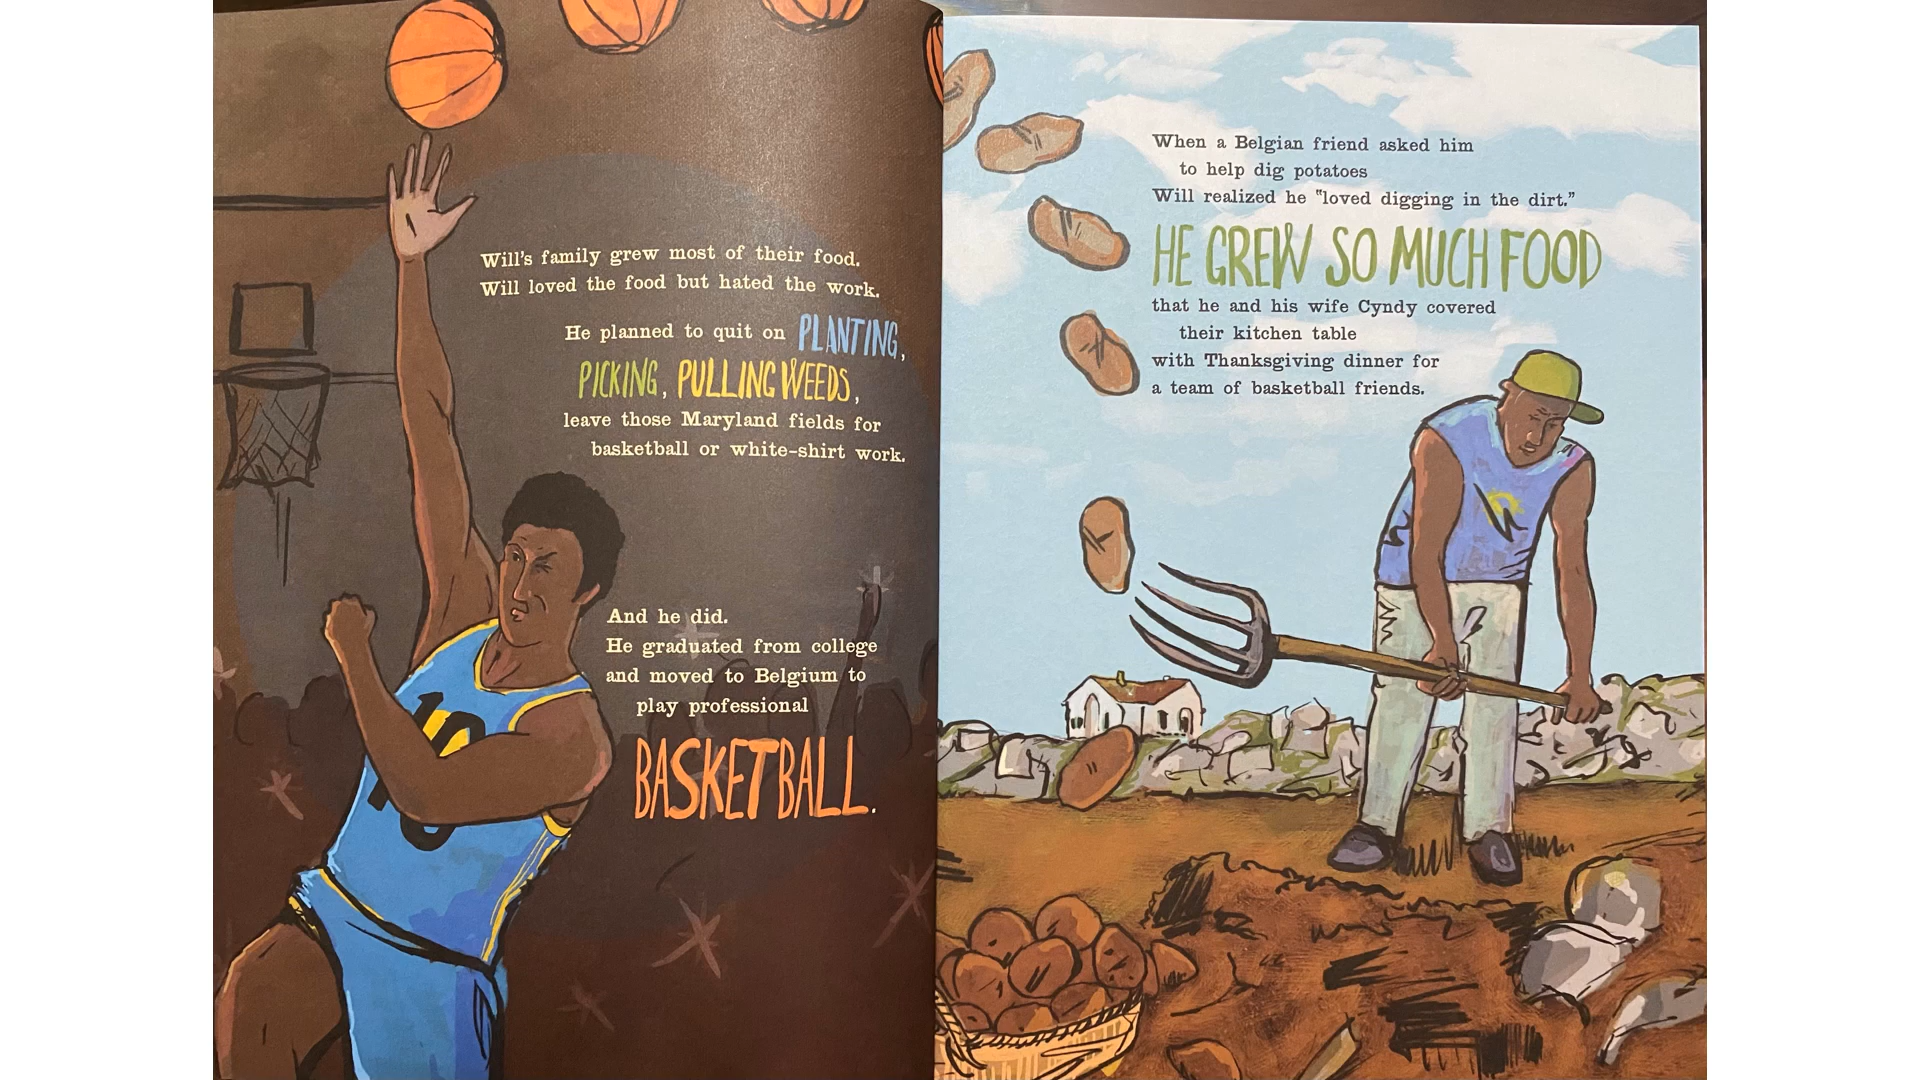 Will's family grew most of their food.
Will loved the food but hated the work.
He planned to quit on PLANTING,
PICKING, PULLING WEEDS,
leave those Maryland fields for
basketball or white-shirt work.
And he did.
He graduated from college
and moved to Belgium to
play professional
BASKETBALL.
When a Belgian friend asked him
to help dig potatoes
Will realized he "loved digging in the dirt."
HE GREW SO MUCH FOOD
that he and his wife Cyndy covered
their kitchen table
with Thanksgiving dinner for
a team of basketball friends.